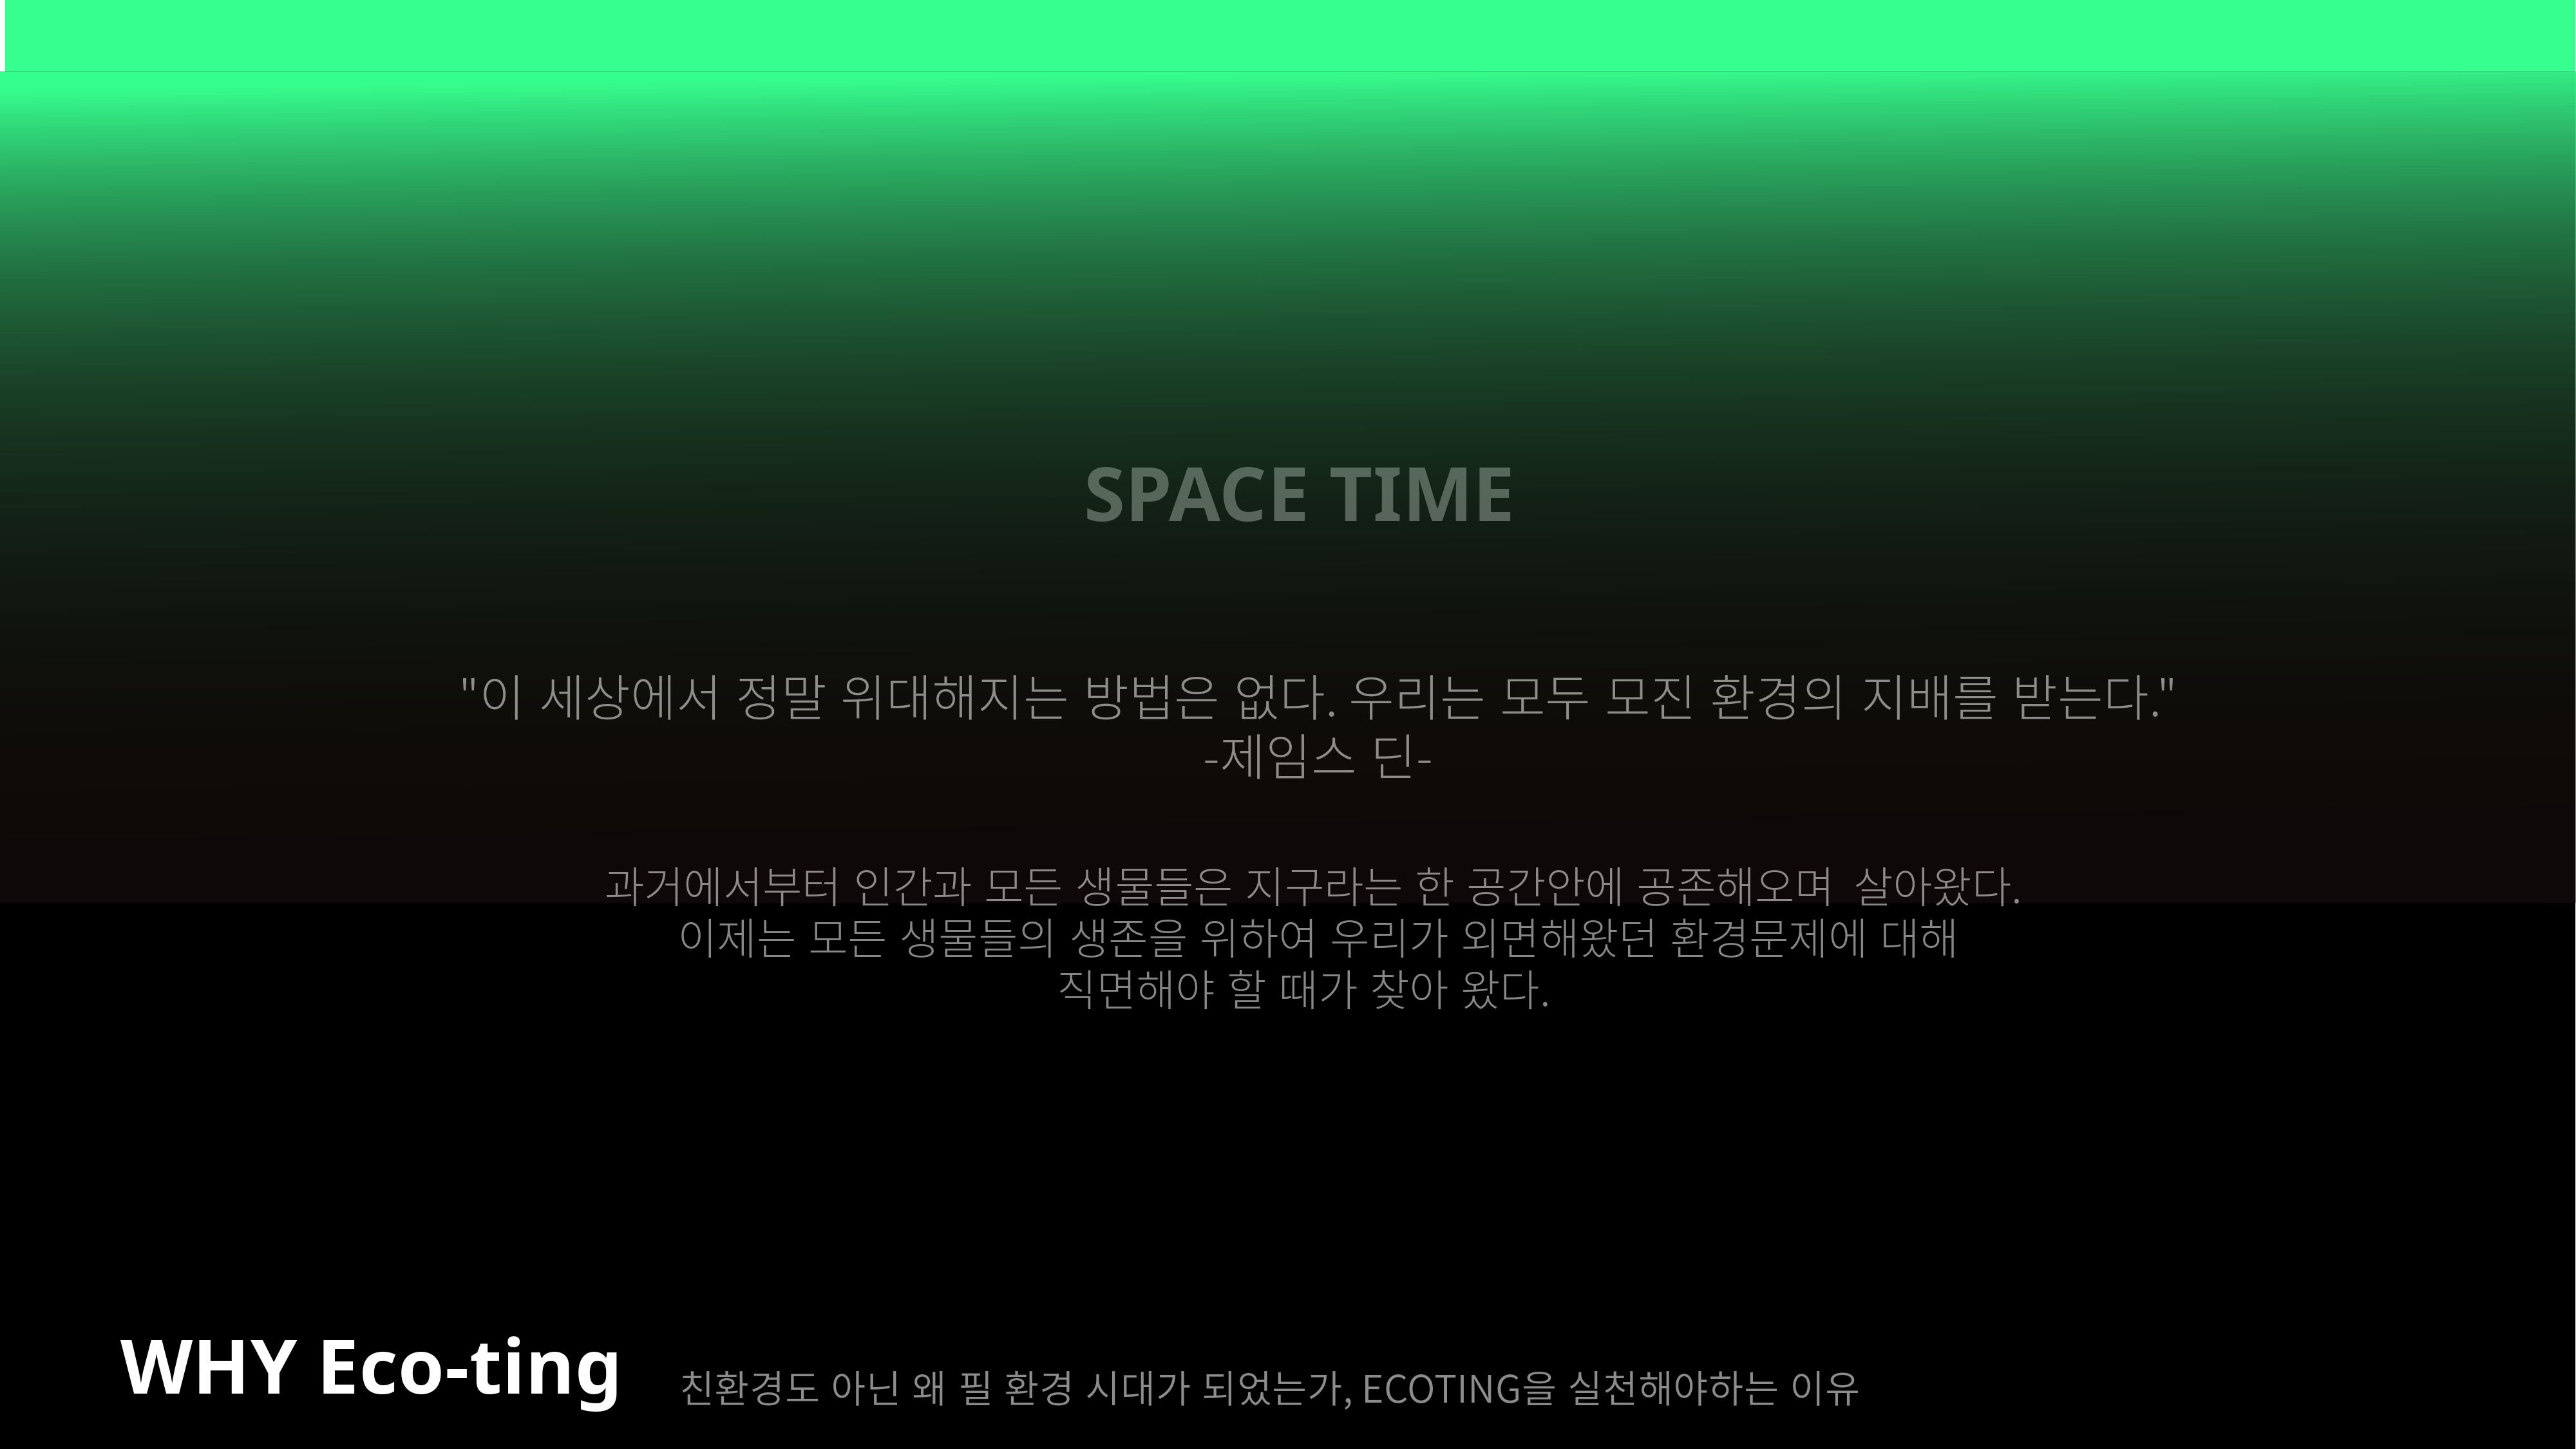 SPACE TIME
"이 세상에서 정말 위대해지는 방법은 없다. 우리는 모두 모진 환경의 지배를 받는다."
-제임스 딘-
과거에서부터 인간과 모든 생물들은 지구라는 한 공간안에 공존해오며  살아왔다.
이제는 모든 생물들의 생존을 위하여 우리가 외면해왔던 환경문제에 대해
직면해야 할 때가 찾아 왔다.
WHY Eco-ting
친환경도 아닌 왜 필 환경 시대가 되었는가, ECOTING을 실천해야하는 이유